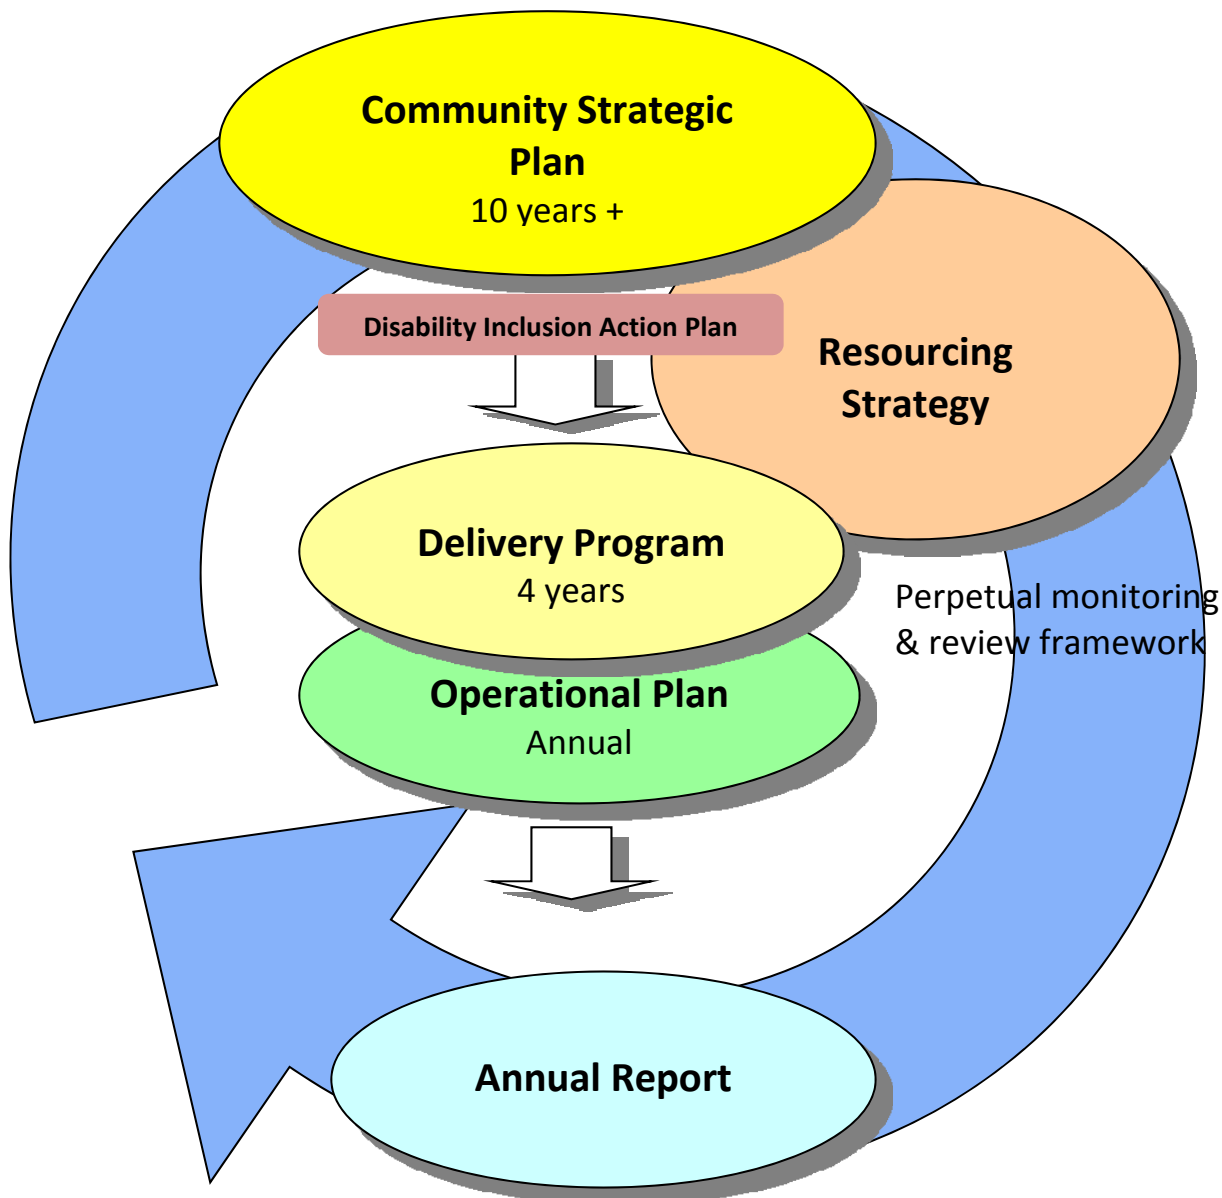 Community Strategic
Plan
10 years +
Disability Inclusion Action Plan
Resourcing
Strategy
Delivery Program
4 years
Perpetual monitoring
& review framework
Operational Plan
Annual
Annual Report